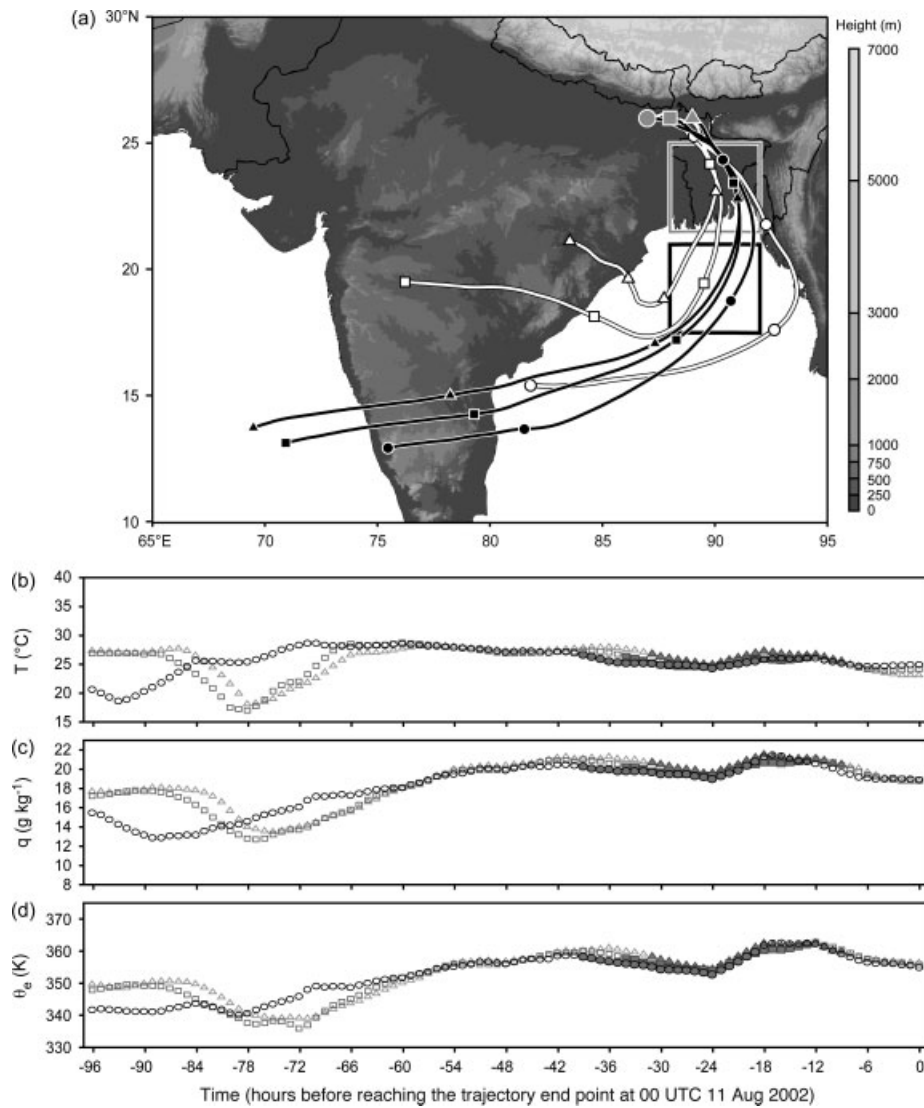 (a)
Height (m)
30°N
25
20
15
10
65°E 70 75 80 85 90 95
7000
5000
3000
2000
1000
750
500
250
0
(b)
T (°C)
40
35
30
25
20
15
(c)
q (g kg⁻¹)
22
20
18
16
14
12
10
8
(d)
θe (K)
370
360
350
340
330
-96 -90 -84 -78 -72 -66 -60 -54 -48 -42 -36 -30 -24 -18 -12 -6 0
Time (hours before reaching the trajectory end point at 00 UTC 11 Aug 2002)